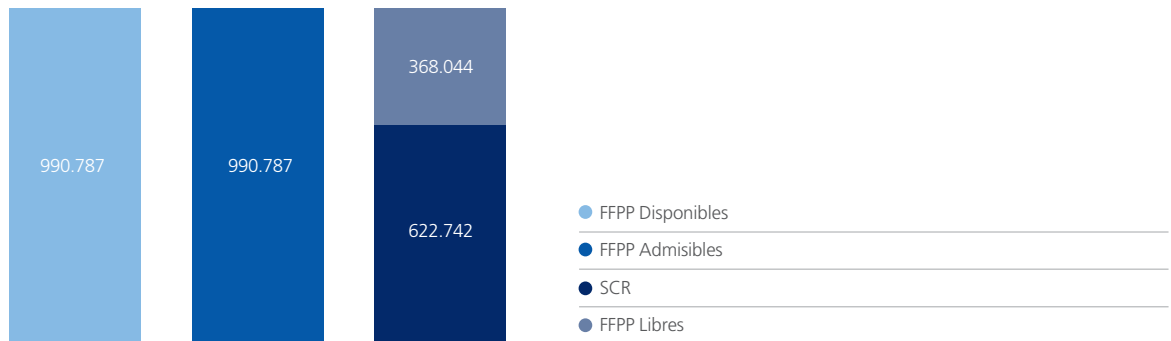 368.044
990.787
990.787
622.742
FFPP Disponibles
FFPP Admisibles
SCR
FFPP Libres